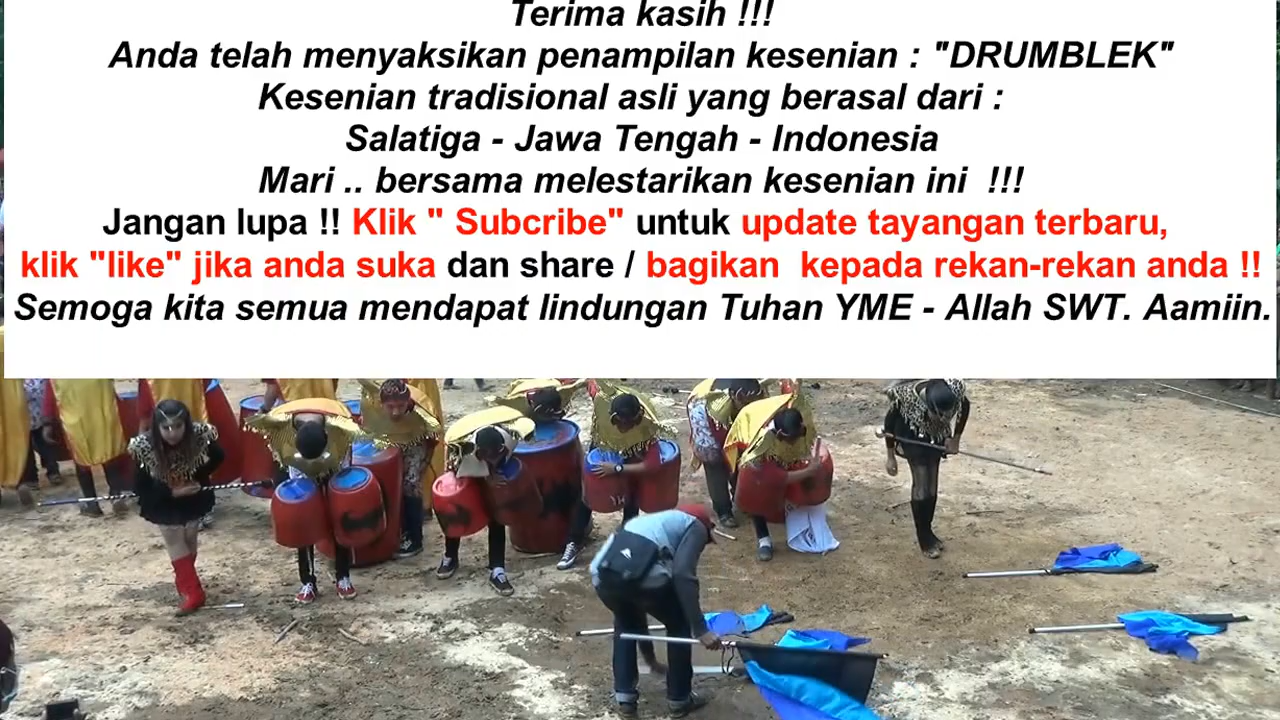 Terima kasih !!!
Anda telah menyaksikan penampilan kesenian : "DRUMBLEK"
Kesenian tradisional asli yang berasal dari :
Salatiga - Jawa Tengah - Indonesia
Mari .. bersama melestarikan kesenian ini !!!
Jangan lupa !! Klik " Subcribe" untuk update tayangan terbaru,
klik "like" jika anda suka dan share / bagikan kepada rekan-rekan anda !!
Semoga kita semua mendapat lindungan Tuhan YME - Allah SWT. Aamiin.